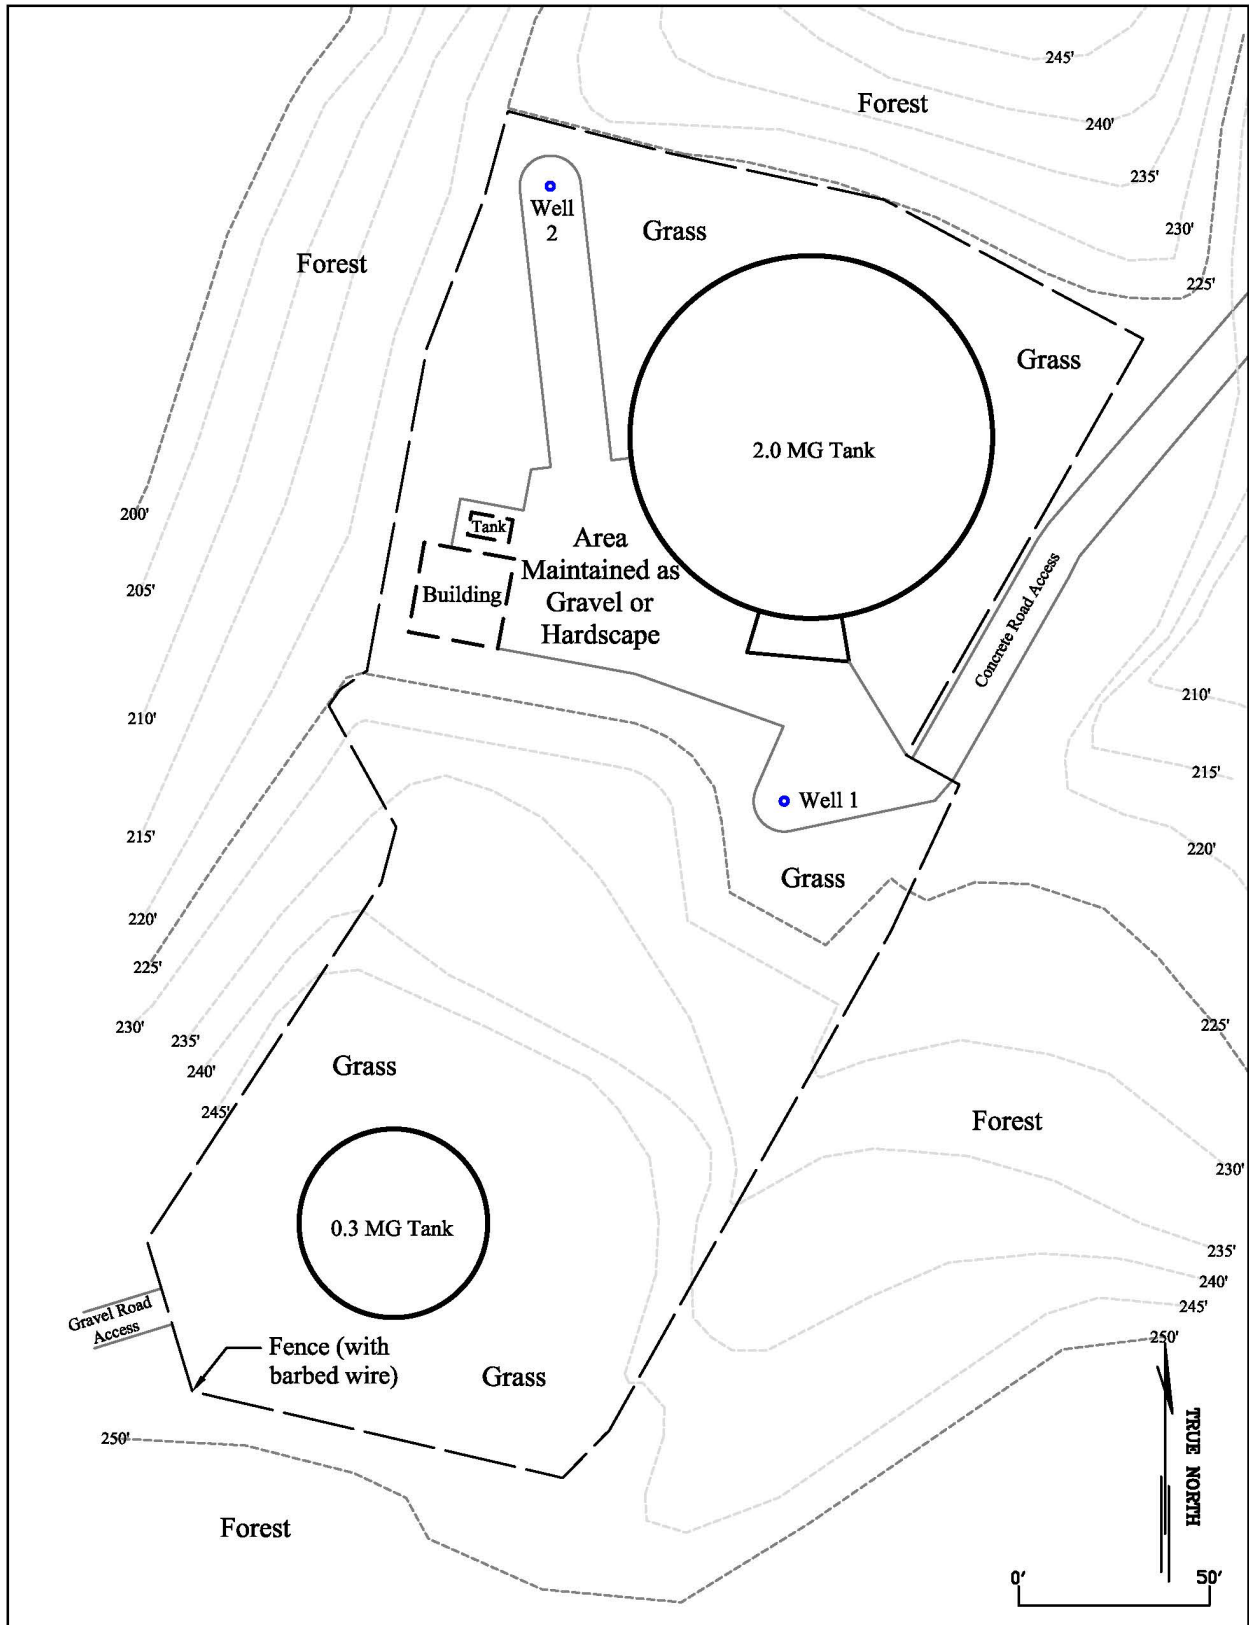 245'
Forest
240'
235'
Well
2
Grass
230'
Forest
225'
Grass
2.0 MG Tank
200'
Tank
Area
Maintained as
Gravel or
Hardscape
205'
Building
Concrete Road Access
210'
210'
215'
Well 1
215'
220'
Grass
220'
225'
230'
225'
235'
240'
Grass
245'
Forest
230'
0.3 MG Tank
235'
240'
245'
250'
Gravel Road
Access
Fence (with
barbed wire)
Grass
250'
TRUE NORTH
Forest
0'
50'